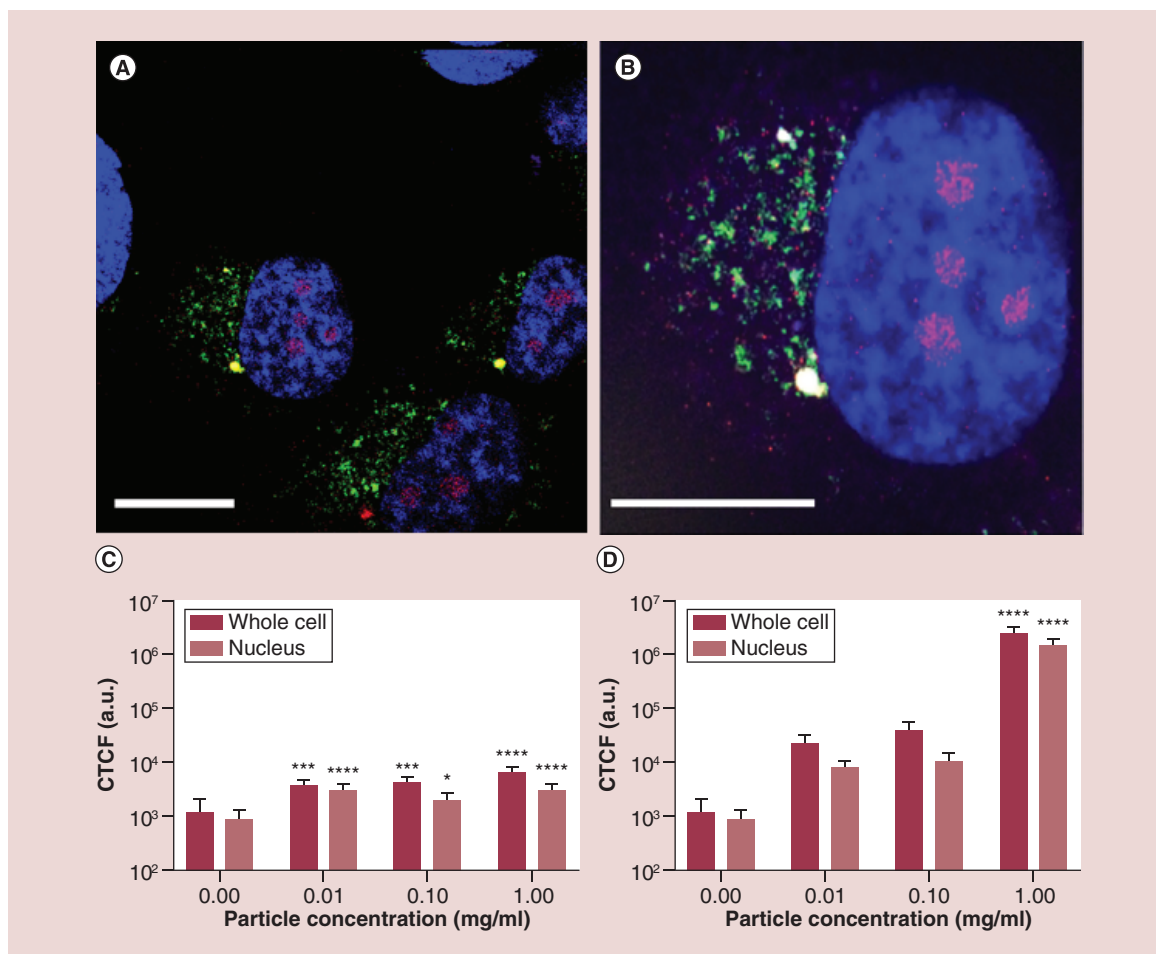 A
B
C
D
10⁷
10⁶
10⁵
10⁴
10³
10²
CTCF (a.u.)
Whole cell
Nucleus
*** **** *** * **** ****
0.00 0.01 0.10 1.00
Particle concentration (mg/ml)
10⁷
10⁶
10⁵
10⁴
10³
10²
CTCF (a.u.)
Whole cell
Nucleus
**** ****
0.00 0.01 0.10 1.00
Particle concentration (mg/ml)